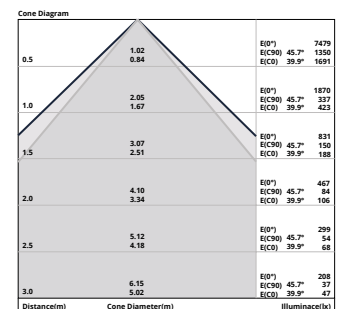 Cone Diagram
E(0°) 7479
1.02 E(C90) 45.7° 1350
0.5 0.84 E(C0) 39.9° 1691
E(0°) 1870
2.05 E(C90) 45.7° 337
1.0 1.67 E(C0) 39.9° 423
E(0°) 831
3.07 E(C90) 45.7° 150
1.5 2.51 E(C0) 39.9° 188
E(0°) 467
4.10 E(C90) 45.7° 84
2.0 3.34 E(C0) 39.9° 106
E(0°) 299
5.12 E(C90) 45.7° 54
2.5 4.18 E(C0) 39.9° 68
E(0°) 208
6.15 E(C90) 45.7° 37
3.0 5.02 E(C0) 39.9° 47
Distance(m) Cone Diameter(m) Illuminace(lx)